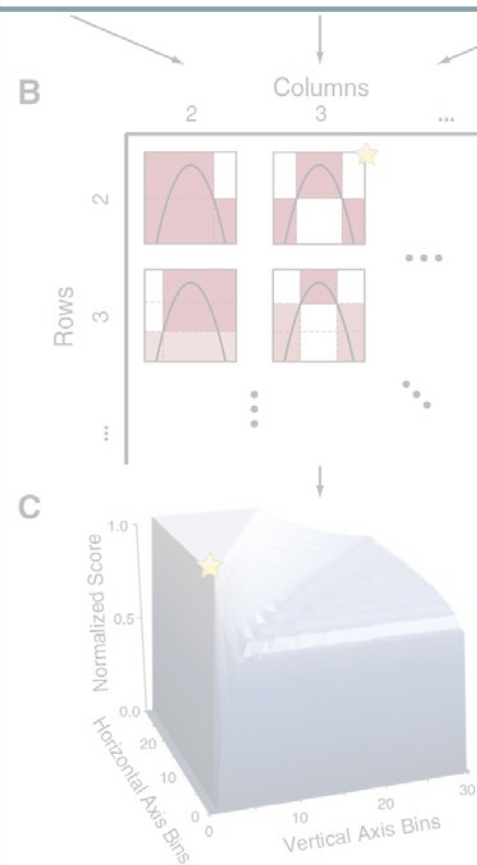 B
Columns
2 3 ...
Rows
2
3
...
C
Normalized Score
1.0
0.5
0.0
Horizontal Axis Bins
20
10
0
Vertical Axis Bins
0
10
20
30